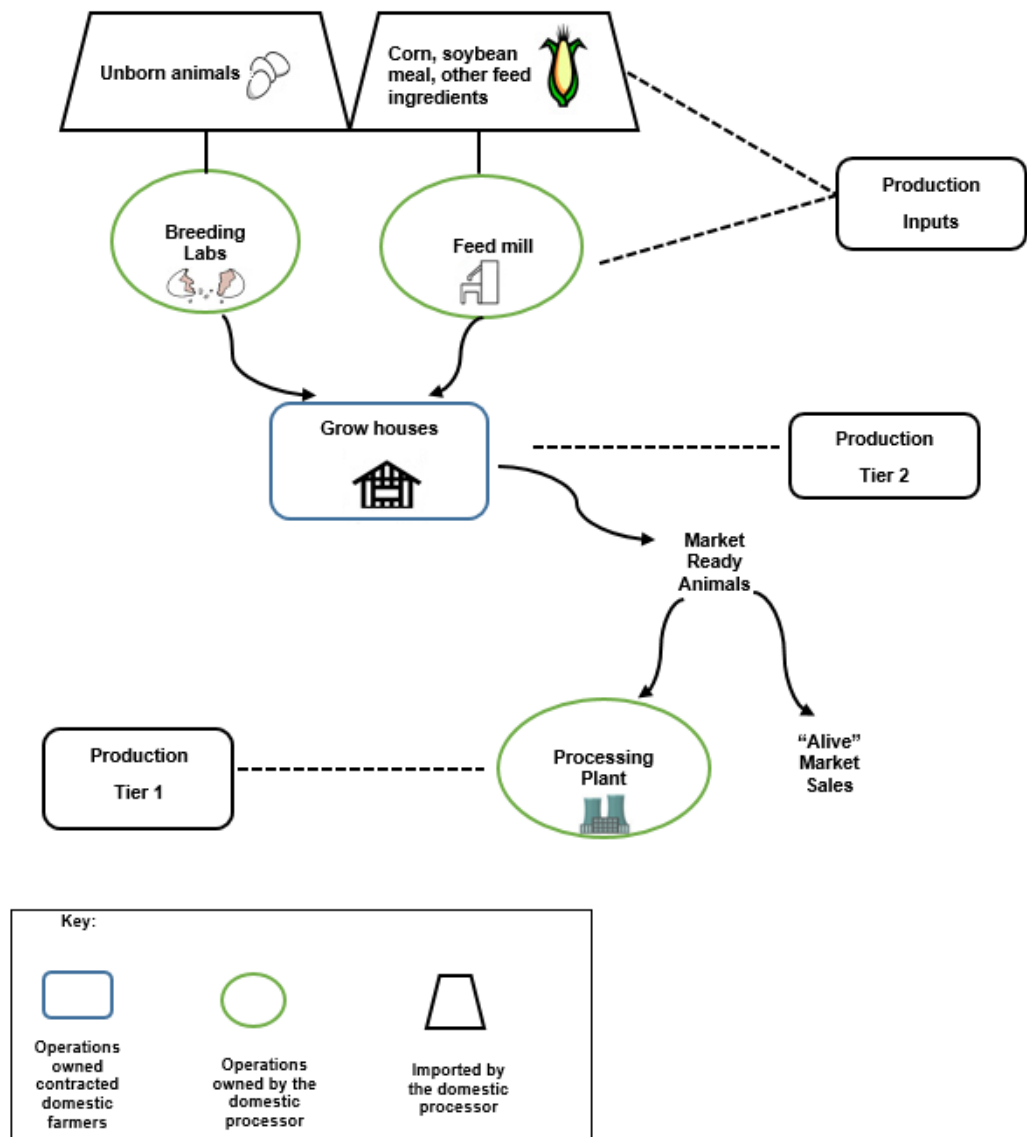 Unborn animals
Corn, soybean
meal, other feed
ingredients
Breeding
Labs
Feed mill
Production
Inputs
Grow houses
Production
Tier 2
Market
Ready
Animals
Production
Tier 1
Processing
Plant
“Alive”
Market
Sales
Key:
Operations
owned
contracted
domestic
farmers
Operations
owned by the
domestic
processor
Imported by
the domestic
processor